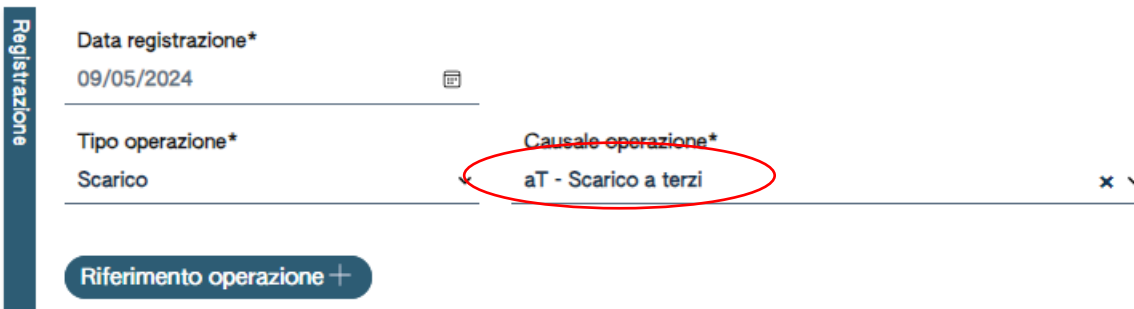 Registrazione
Data registrazione*
09/05/2024
Tipo operazione*
Causale operazione*
Scarico
aT - Scarico a terzi
Riferimento operazione +